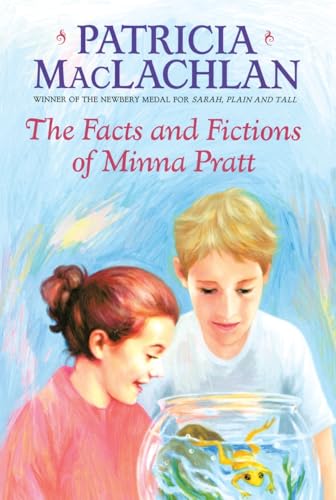 PATRICIA
MACLACHLAN
WINNER OF THE NEWBERY MEDAL FOR SARAH, PLAIN AND TALL
The Facts and Fictions
of Minna Pratt